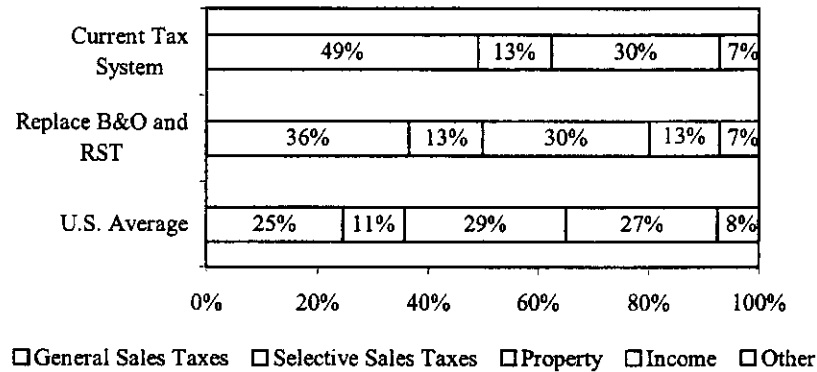 Current Tax
System
49% 13% 30% 7%
Replace B&O and
RST
36% 13% 30% 13% 7%
U.S. Average
25% 11% 29% 27% 8%
0% 20% 40% 60% 80% 100%
General Sales Taxes Selective Sales Taxes Property Income Other